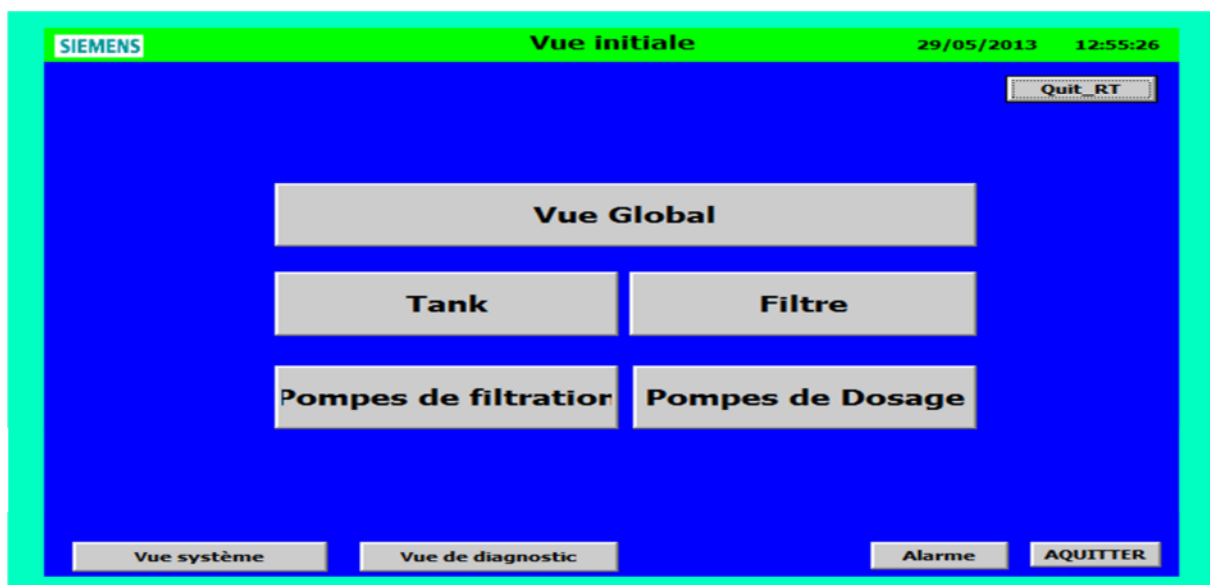 SIEMENS Vue initiale 29/05/2013 12:55:26
Quit_RT
Vue Global
Tank Filtre
Pompes de filtration Pompes de Dosage
Vue système Vue de diagnostic Alarme AQUITTER